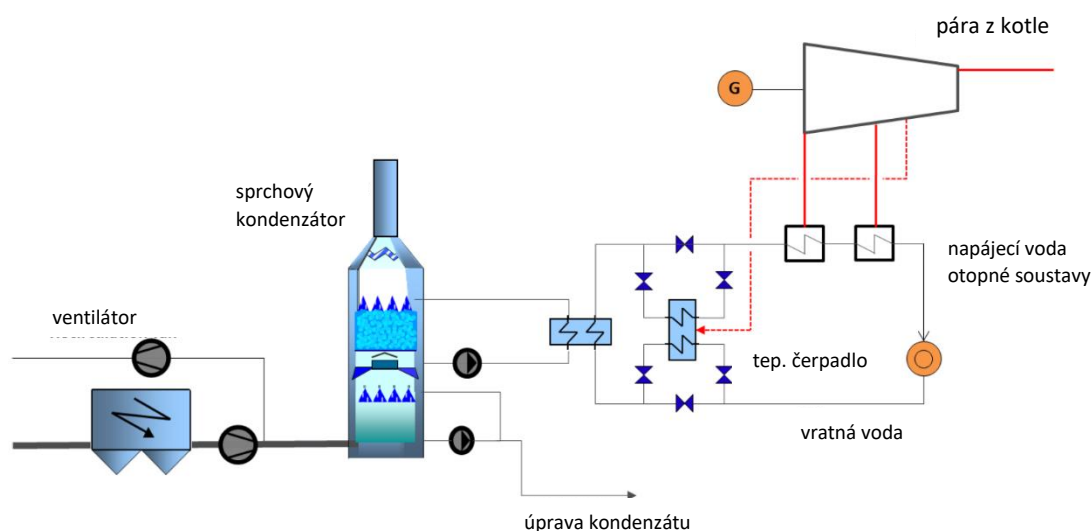 pára z kotle
G
sprchový
kondenzátor
napájecí voda
otopné soustavy
ventilátor
tep. čerpadlo
vratná voda
úprava kondenzátu